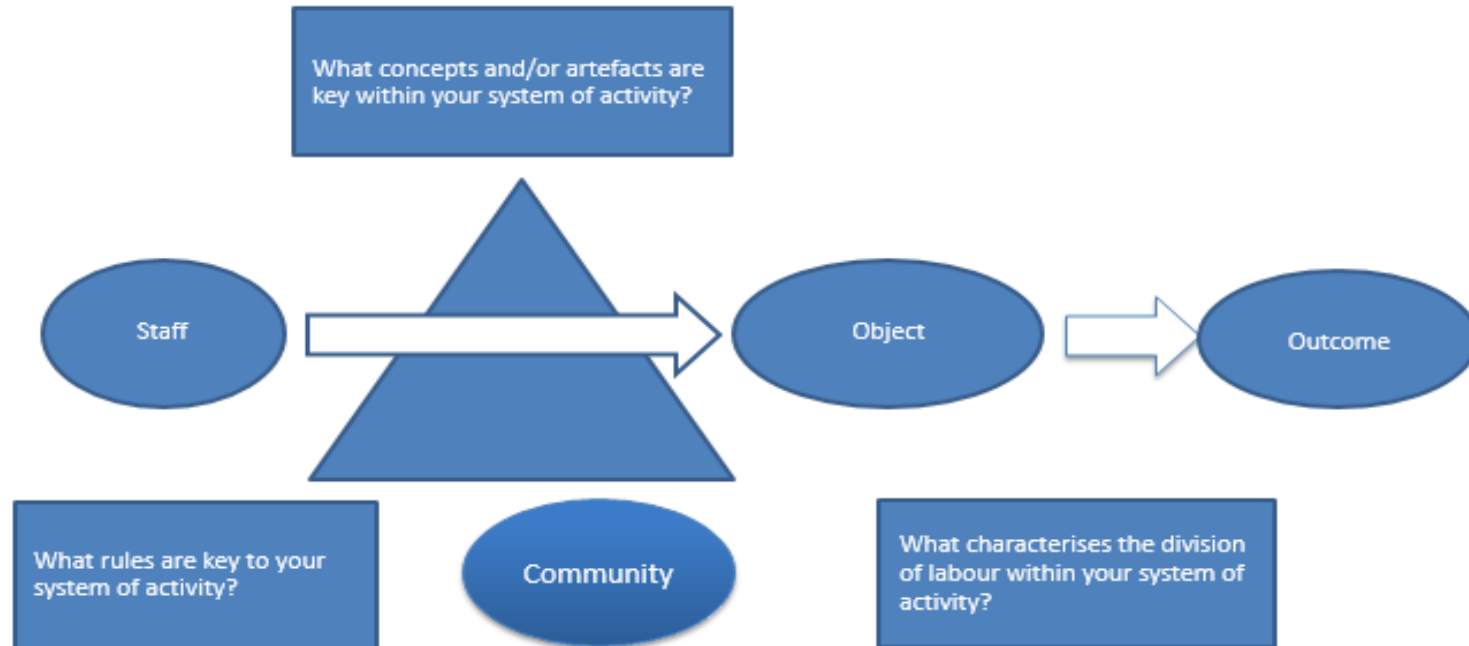 What concepts and/or artefacts are
key within your system of activity?
Staff
Object
Outcome
What rules are key to your
system of activity?
Community
What characterises the division
of labour within your system of
activity?